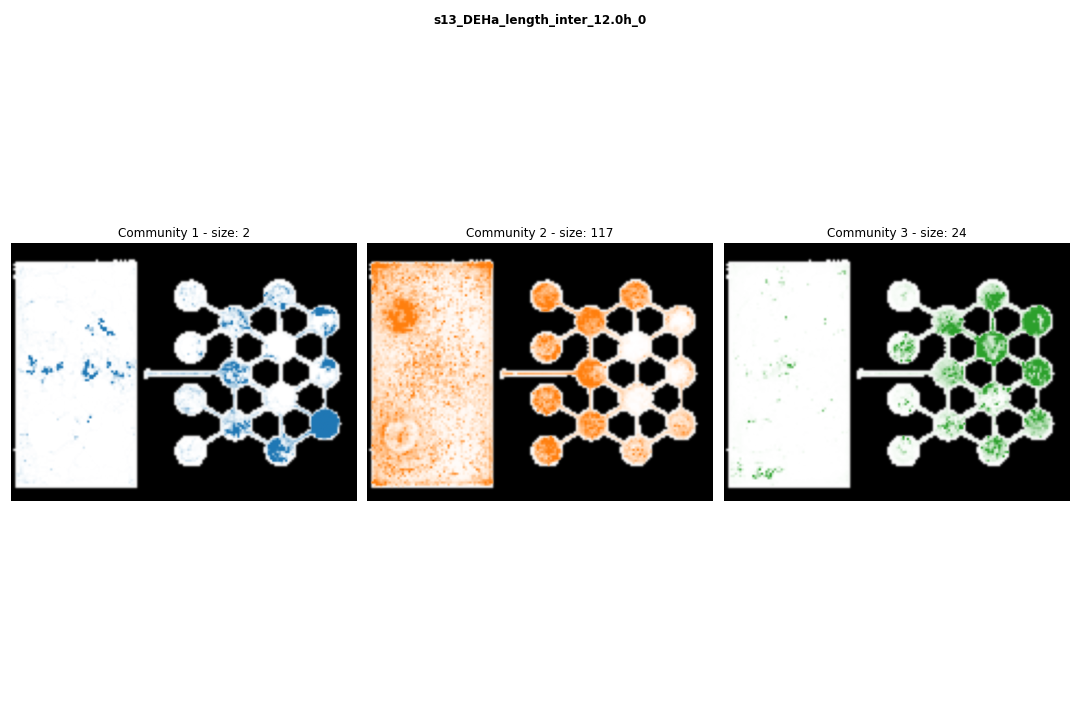 s13_DEHa_length_inter_12.0h_0
Community 1 - size: 2
Community 2 - size: 117
Community 3 - size: 24